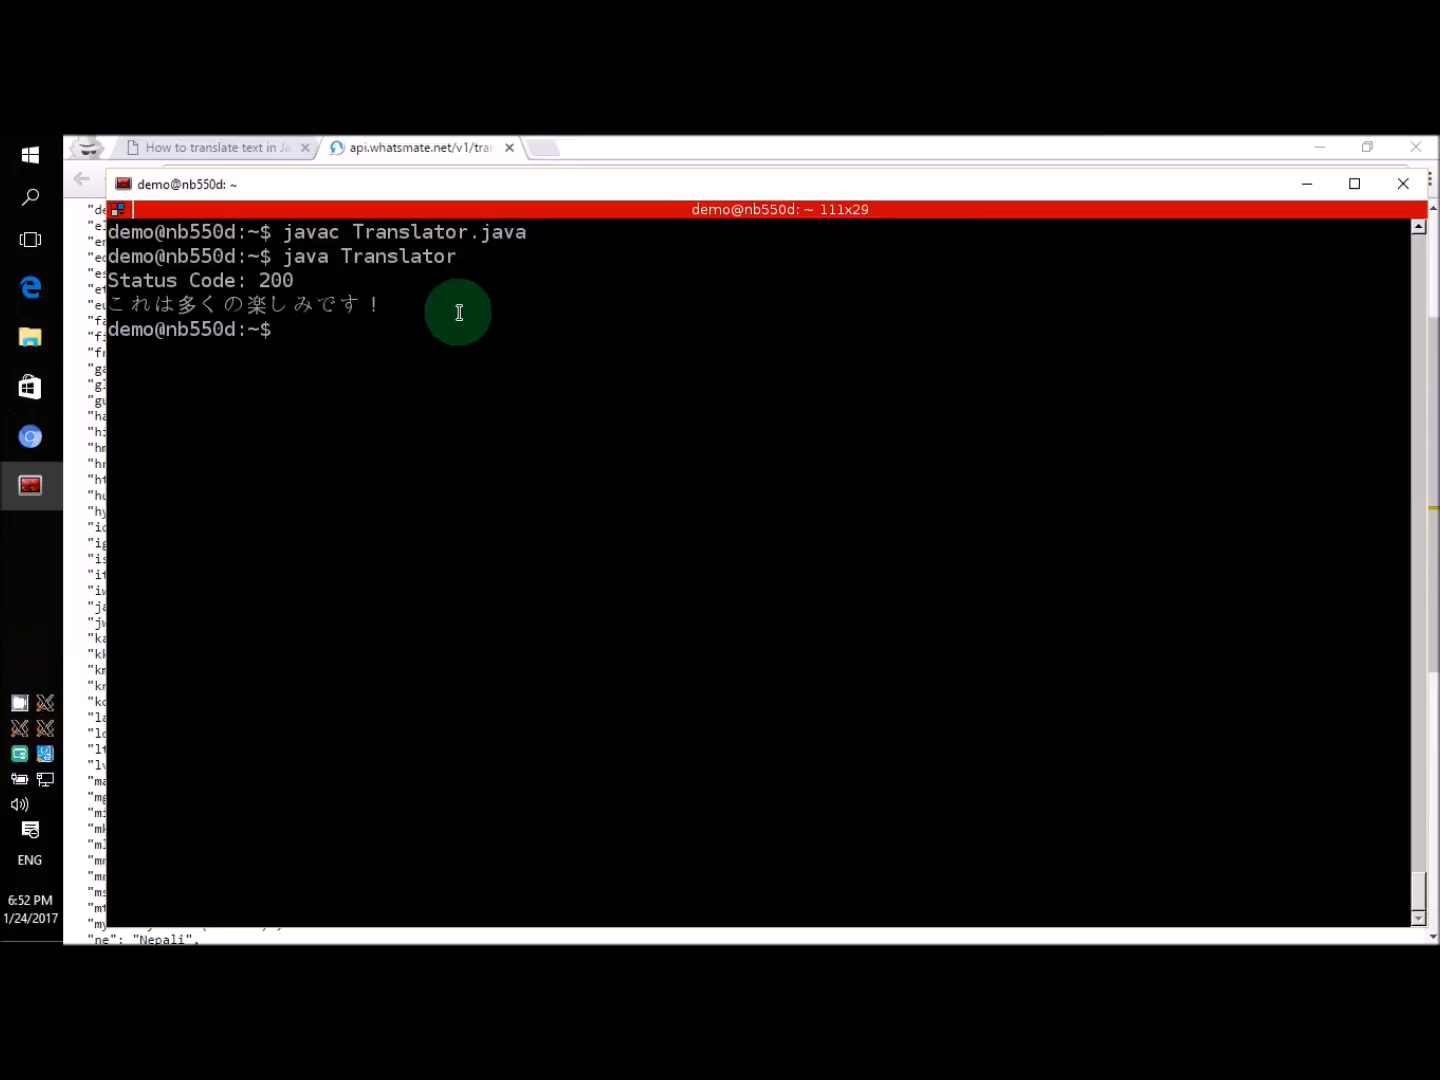 How to translate text in Ja
api.whatsmate.net/v1/trar
demo@nb550d: ~
demo@nb550d: ~ 111x29
demo@nb550d:~$ javac Translator.java
demo@nb550d:~$ java Translator
Status Code: 200
これは多くの楽しみです！
demo@nb550d:~$
"ne": "Nepali",
ENG
6:52 PM
1/24/2017